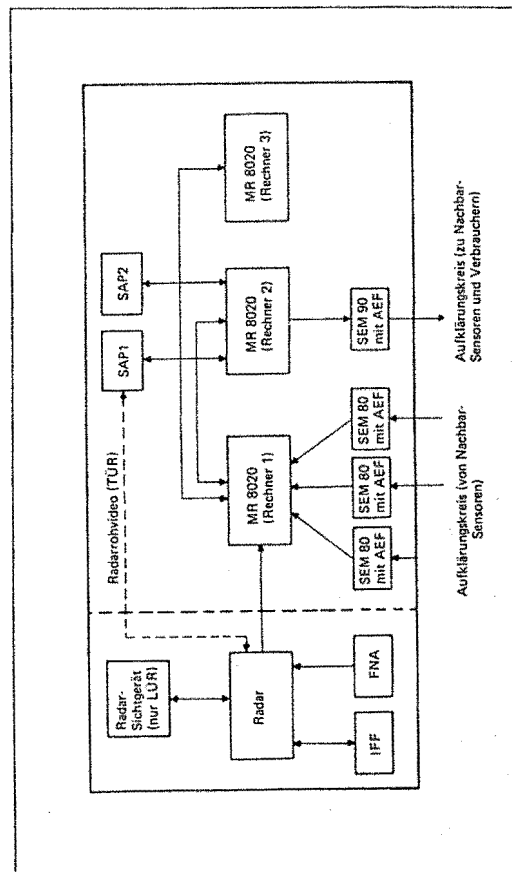 Radar-
Sichtgerät
(nur LÜR)
Radarrohvideo (TÜR)
SAP1
SAP2
IFF
Radar
FNA
MR 8020
(Rechner 1)
MR 8020
(Rechner 2)
MR 8020
(Rechner 3)
SEM 80
mit AEF
SEM 80
mit AEF
SEM 80
mit AEF
SEM 90
mit AEF
Aufklärungskreis (von Nachbar-
Sensoren)
Aufklärungskreis (zu Nachbar-
Sensoren und Verbrauchern)